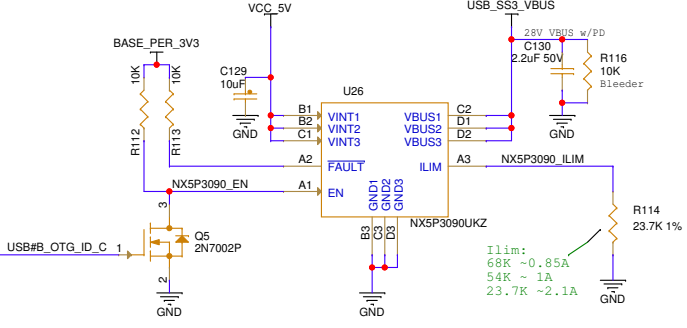 VCC_5V
USB_SS3_VBUS
28V VBUS w/PD
BASE_PER_3V3
C130
2.2uF 50V
R116
10K
Bleeder
10K
10K
C129
10uF
U26
GND
GND
R112
R113
B1
B2
C1
VINT1
VINT2
VINT3
VBUS1
VBUS2
VBUS3
C2
D1
D2
A2
FAULT
ILIM
A3
NX5P3090_ILIM
NX5P3090_EN
A1
EN
GND1
GND2
GND3
B3
C3
D3
NX5P3090UKZ
3
Q5
2N7002P
USB#B_OTG_ID_C
1
2
R114
23.7K 1%
Ilim:
68K ~0.85A
54K ~ 1A
23.7K ~2.1A
GND
GND
GND